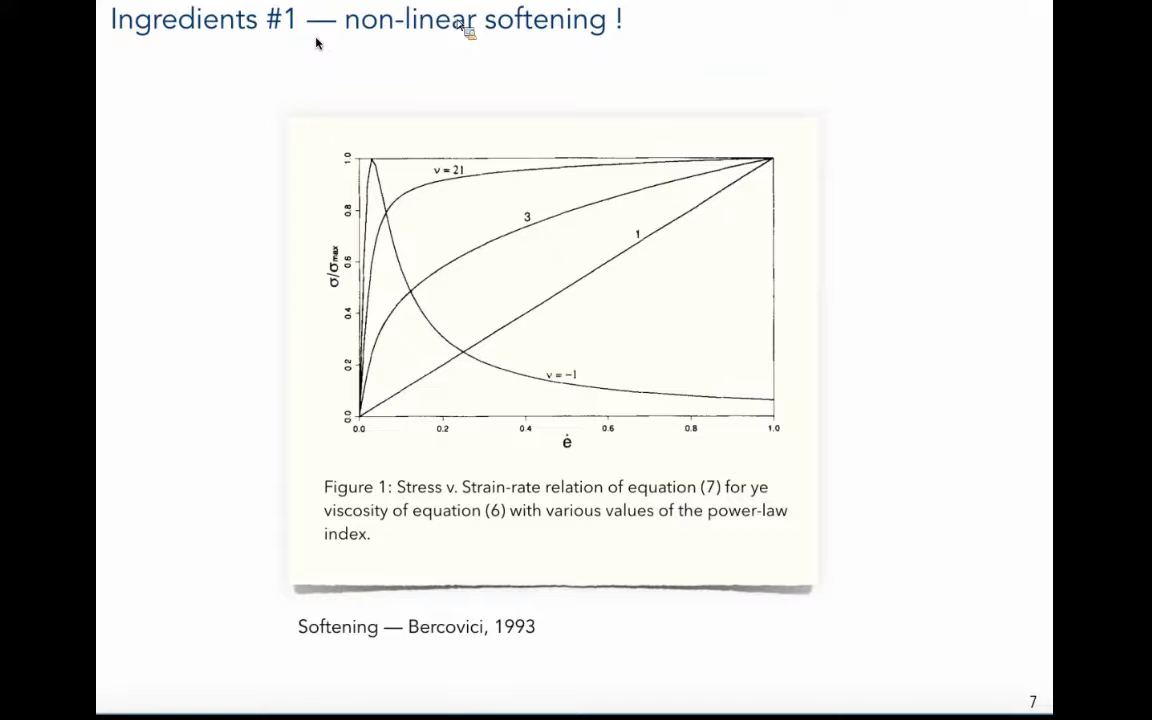 Ingredients #1 — non-linear softening !
1.0
0.8
0.6
0.4
0.2
0.0
σ/σmax
ν = 21
3
1
ν = −1
0.0 0.2 0.4 0.6 0.8 1.0
ė
Figure 1: Stress v. Strain-rate relation of equation (7) for ye
viscosity of equation (6) with various values of the power-law
index.
Softening — Bercovici, 1993
7